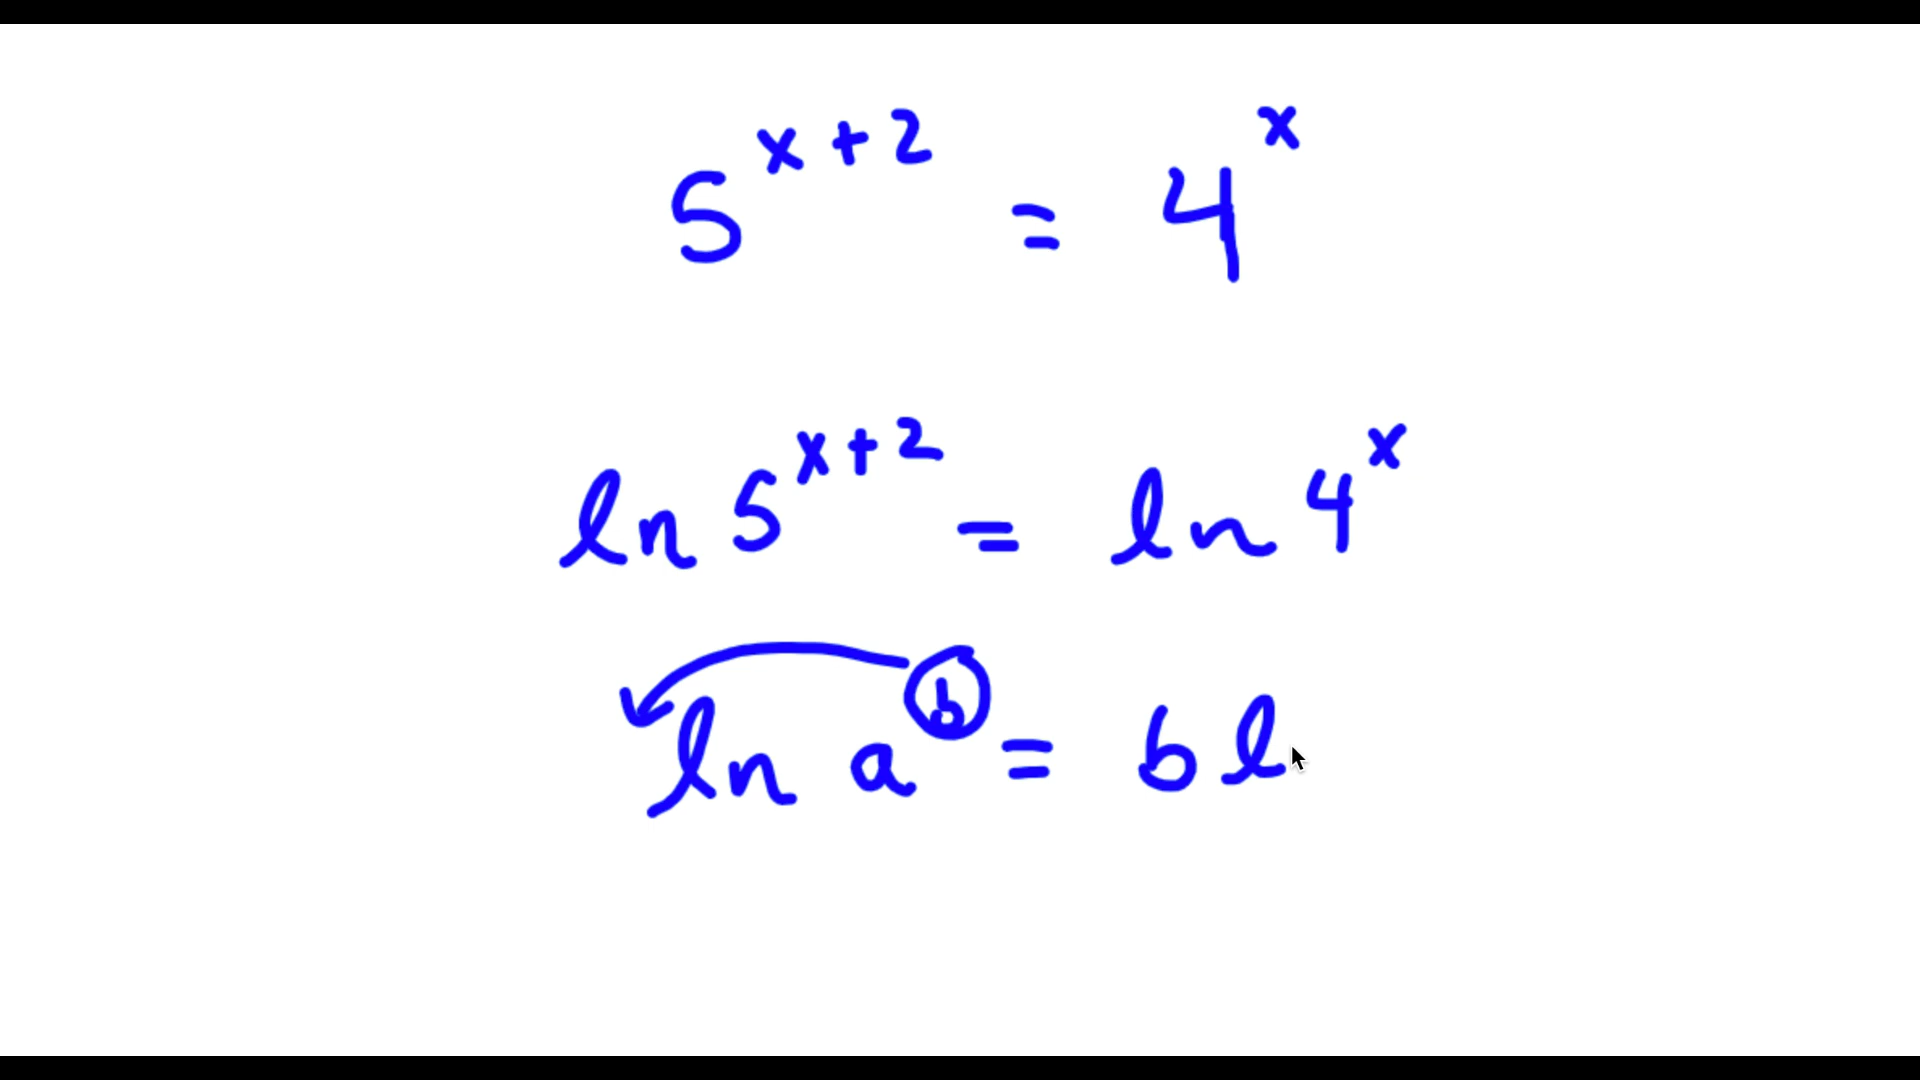 5^{x+2} = 4^x
ln 5^{x+2} = ln 4^x
ln a^b = b l